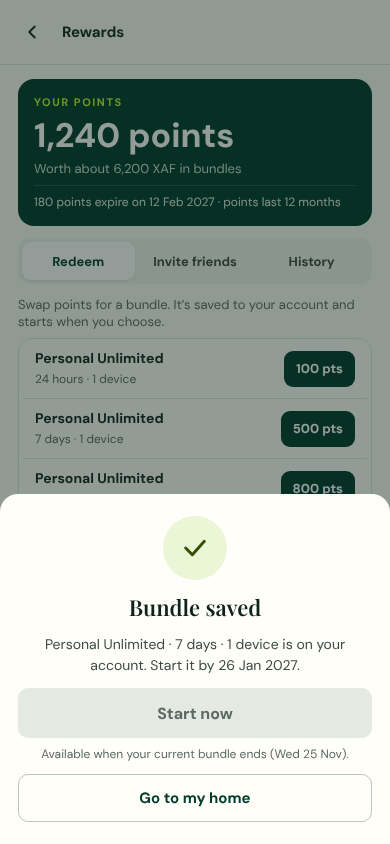 Rewards
YOUR POINTS
1,240 points
Worth about 6,200 XAF in bundles
180 points expire on 12 Feb 2027 · points last 12 months
Redeem
Invite friends
History
Swap points for a bundle. It’s saved to your account and
starts when you choose.
Personal Unlimited
24 hours · 1 device
100 pts
Personal Unlimited
7 days · 1 device
500 pts
Personal Unlimited
800 pts
Bundle saved
Personal Unlimited · 7 days · 1 device is on your
account. Start it by 26 Jan 2027.
Start now
Available when your current bundle ends (Wed 25 Nov).
Go to my home